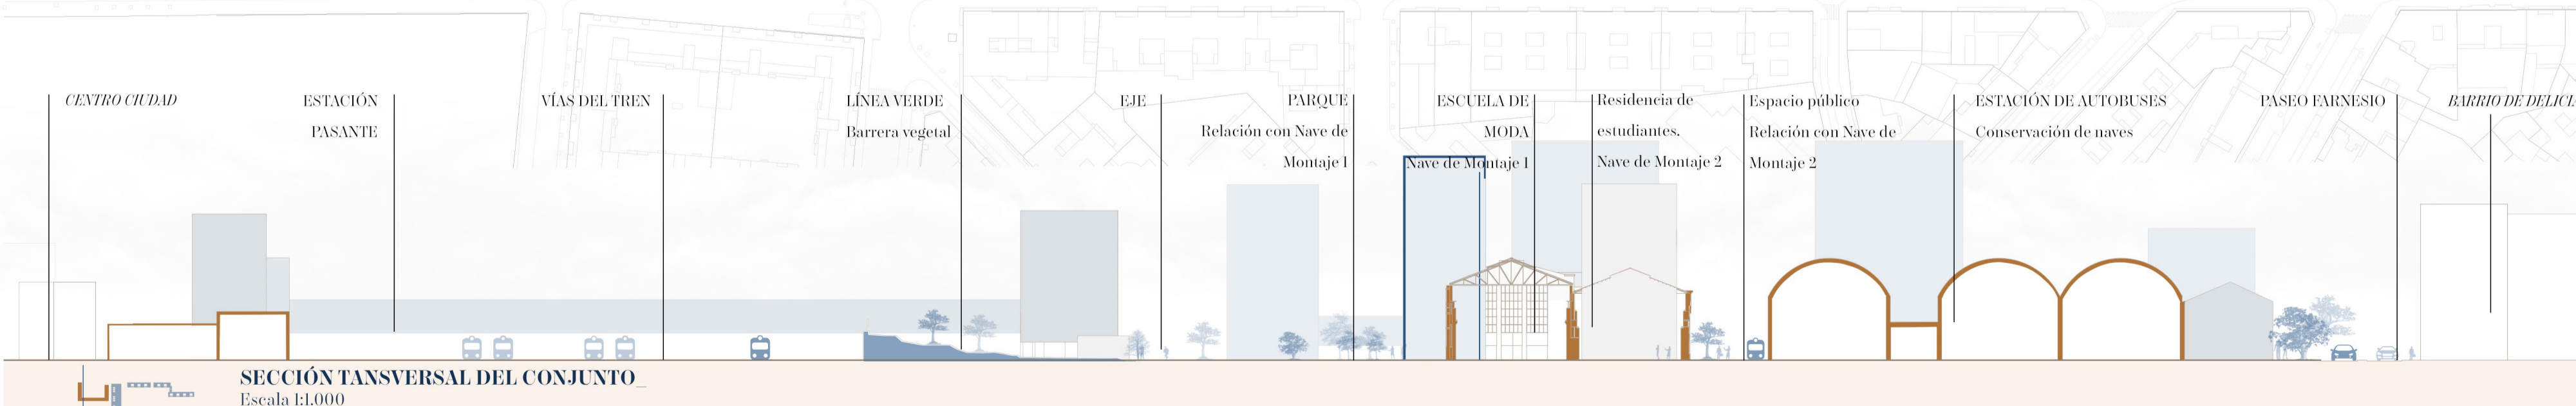 CENTRO CIUDAD
ESTACIÓN
PASANTE
VÍAS DEL TREN
LÍNEA VERDE
Barrera vegetal
EJE
PARQUE
Relación con Nave de
Montaje 1
ESCUELA DE
MODA
Nave de Montaje 1
Residencia de
estudiantes.
Nave de Montaje 2
Espacio público
Relación con Nave de
Montaje 2
ESTACIÓN DE AUTOBUSES
Conservación de naves
PASEO FARNESIO
BARRIO DE DELICI
SECCIÓN TANSVERSAL DEL CONJUNTO_
Escala 1:1.000